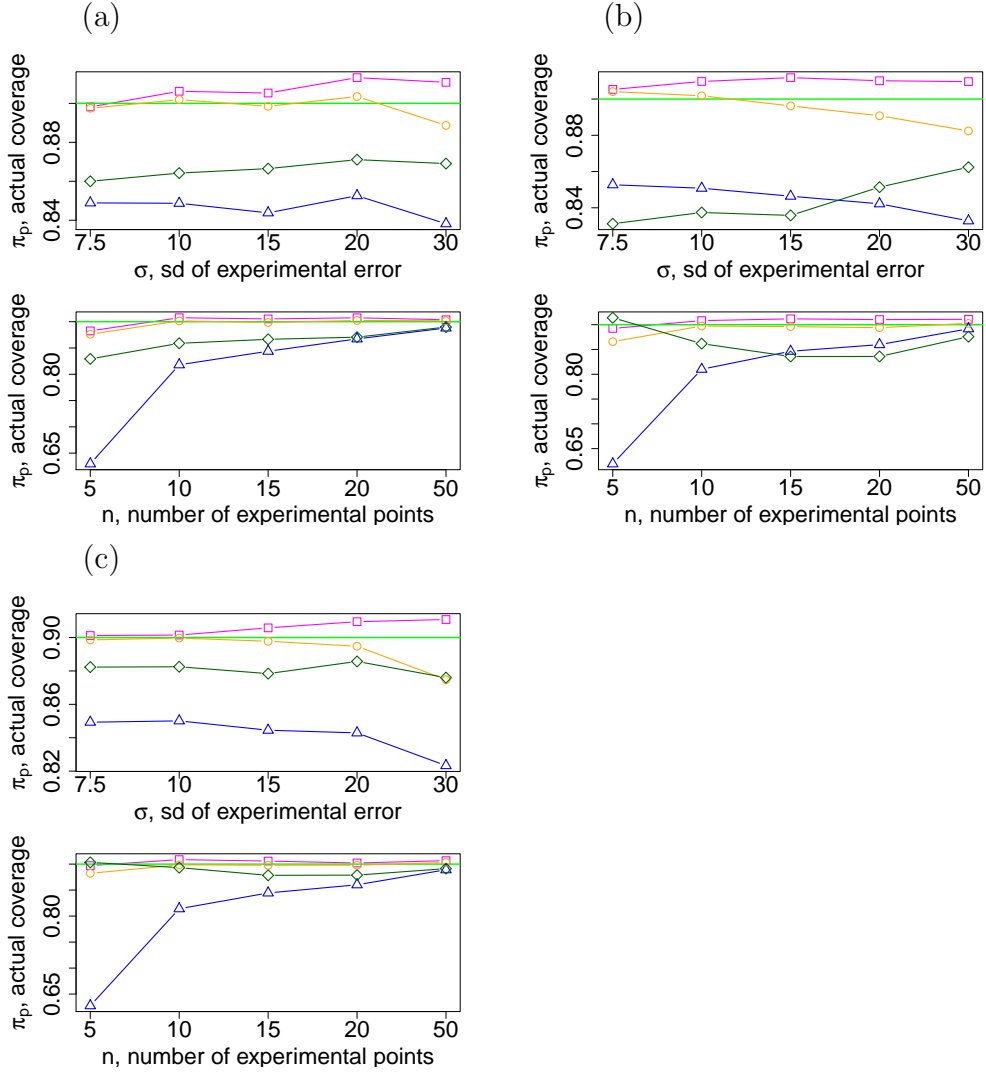 (a)
π_p, actual coverage
0.84 0.88
7.5 10 15 20 30
σ, sd of experimental error
π_p, actual coverage
0.65 0.80
5 10 15 20 50
n, number of experimental points
(b)
π_p, actual coverage
0.84 0.88
7.5 10 15 20 30
σ, sd of experimental error
π_p, actual coverage
0.65 0.80
5 10 15 20 50
n, number of experimental points
(c)
π_p, actual coverage
0.82 0.86 0.90
7.5 10 15 20 30
σ, sd of experimental error
π_p, actual coverage
0.65 0.80
5 10 15 20 50
n, number of experimental points